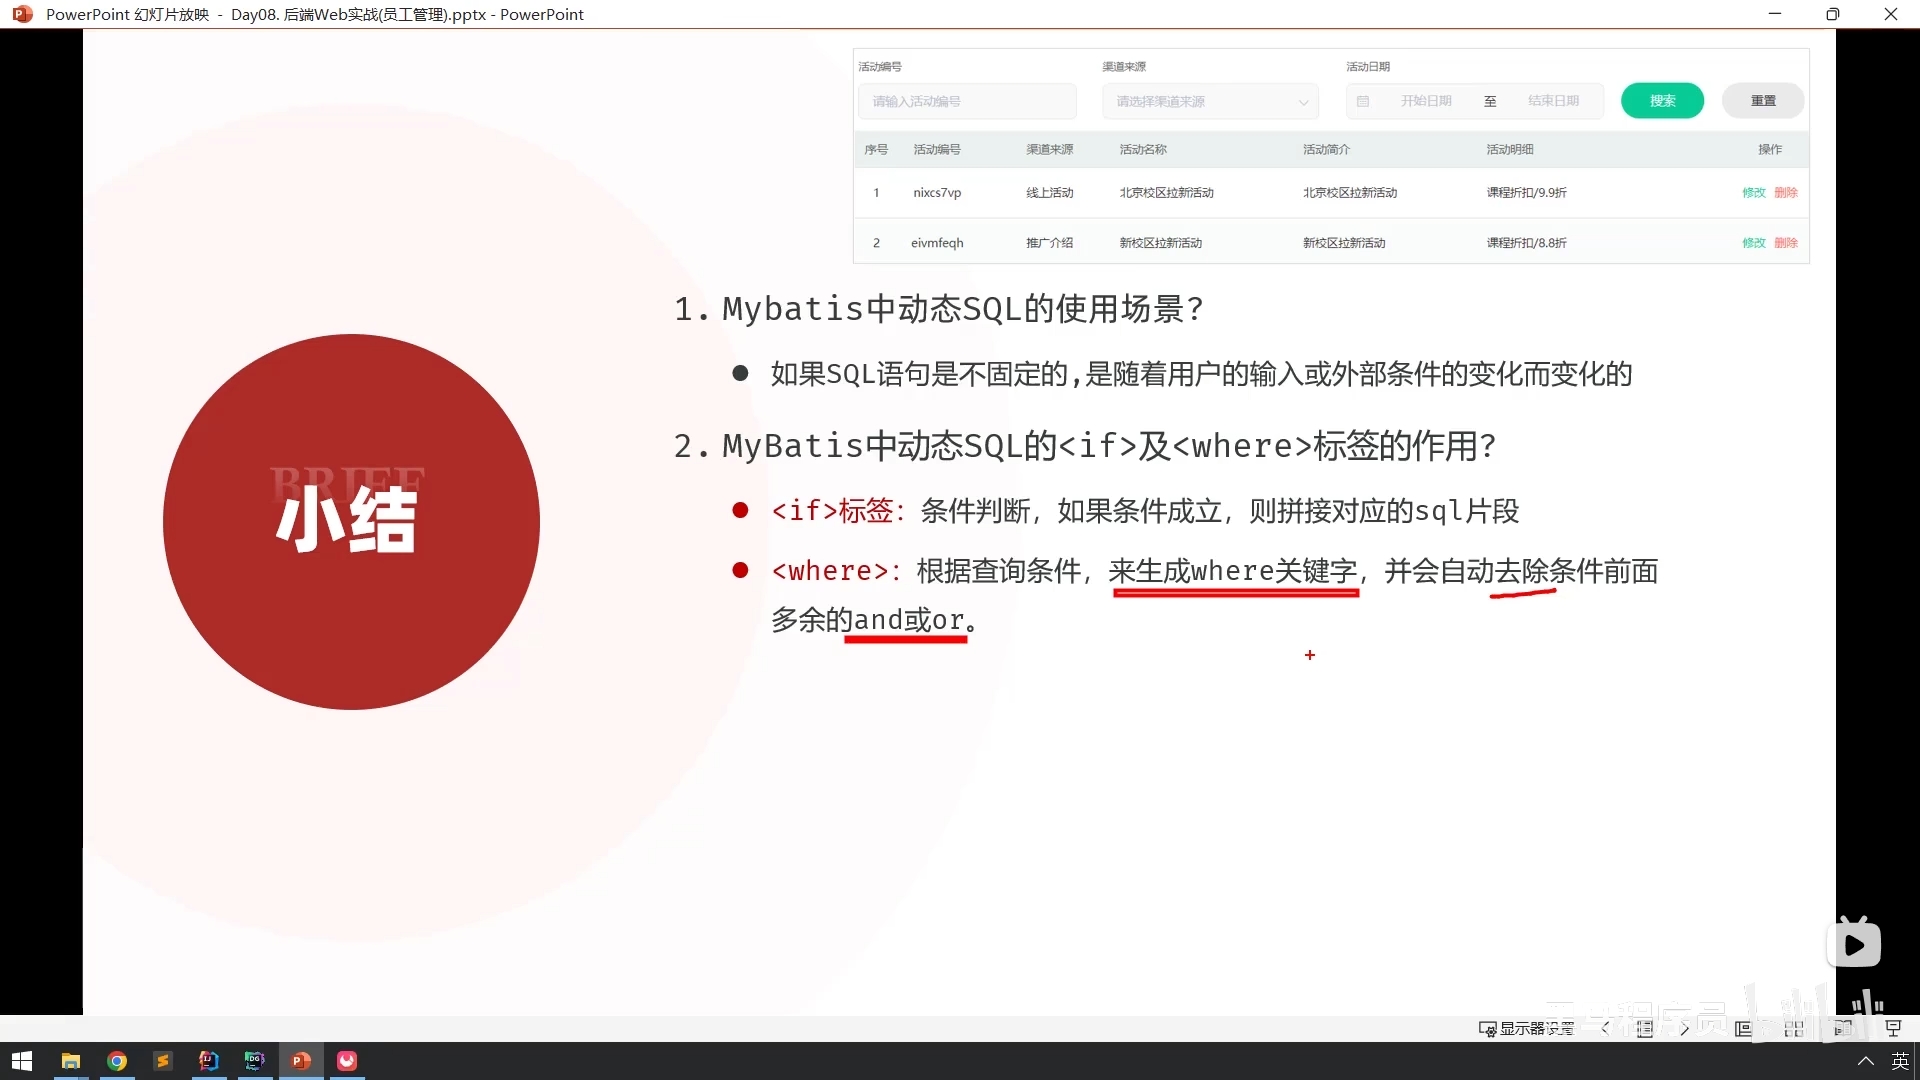 PowerPoint 幻灯片放映 - Day08. 后端Web实战(员工管理).pptx - PowerPoint
活动编号 渠道来源 活动日期
请输入活动编号 请选择渠道来源 开始日期 至 结束日期 搜索 重置
序号 活动编号 渠道来源 活动名称 活动简介 活动明细 操作
1 nixcs7vp 线上活动 北京校区拉新活动 北京校区拉新活动 课程折扣/9.9折 修改 删除
2 eivmfeqh 推广介绍 新校区拉新活动 新校区拉新活动 课程折扣/8.8折 修改 删除
1. Mybatis中动态SQL的使用场景?
如果SQL语句是不固定的,是随着用户的输入或外部条件的变化而变化的
2. MyBatis中动态SQL的<if>及<where>标签的作用?
BRIEF
小结
<if>标签：条件判断，如果条件成立，则拼接对应的sql片段
<where>：根据查询条件，来生成where关键字，并会自动去除条件前面
多余的and或or。
显示器设置
英